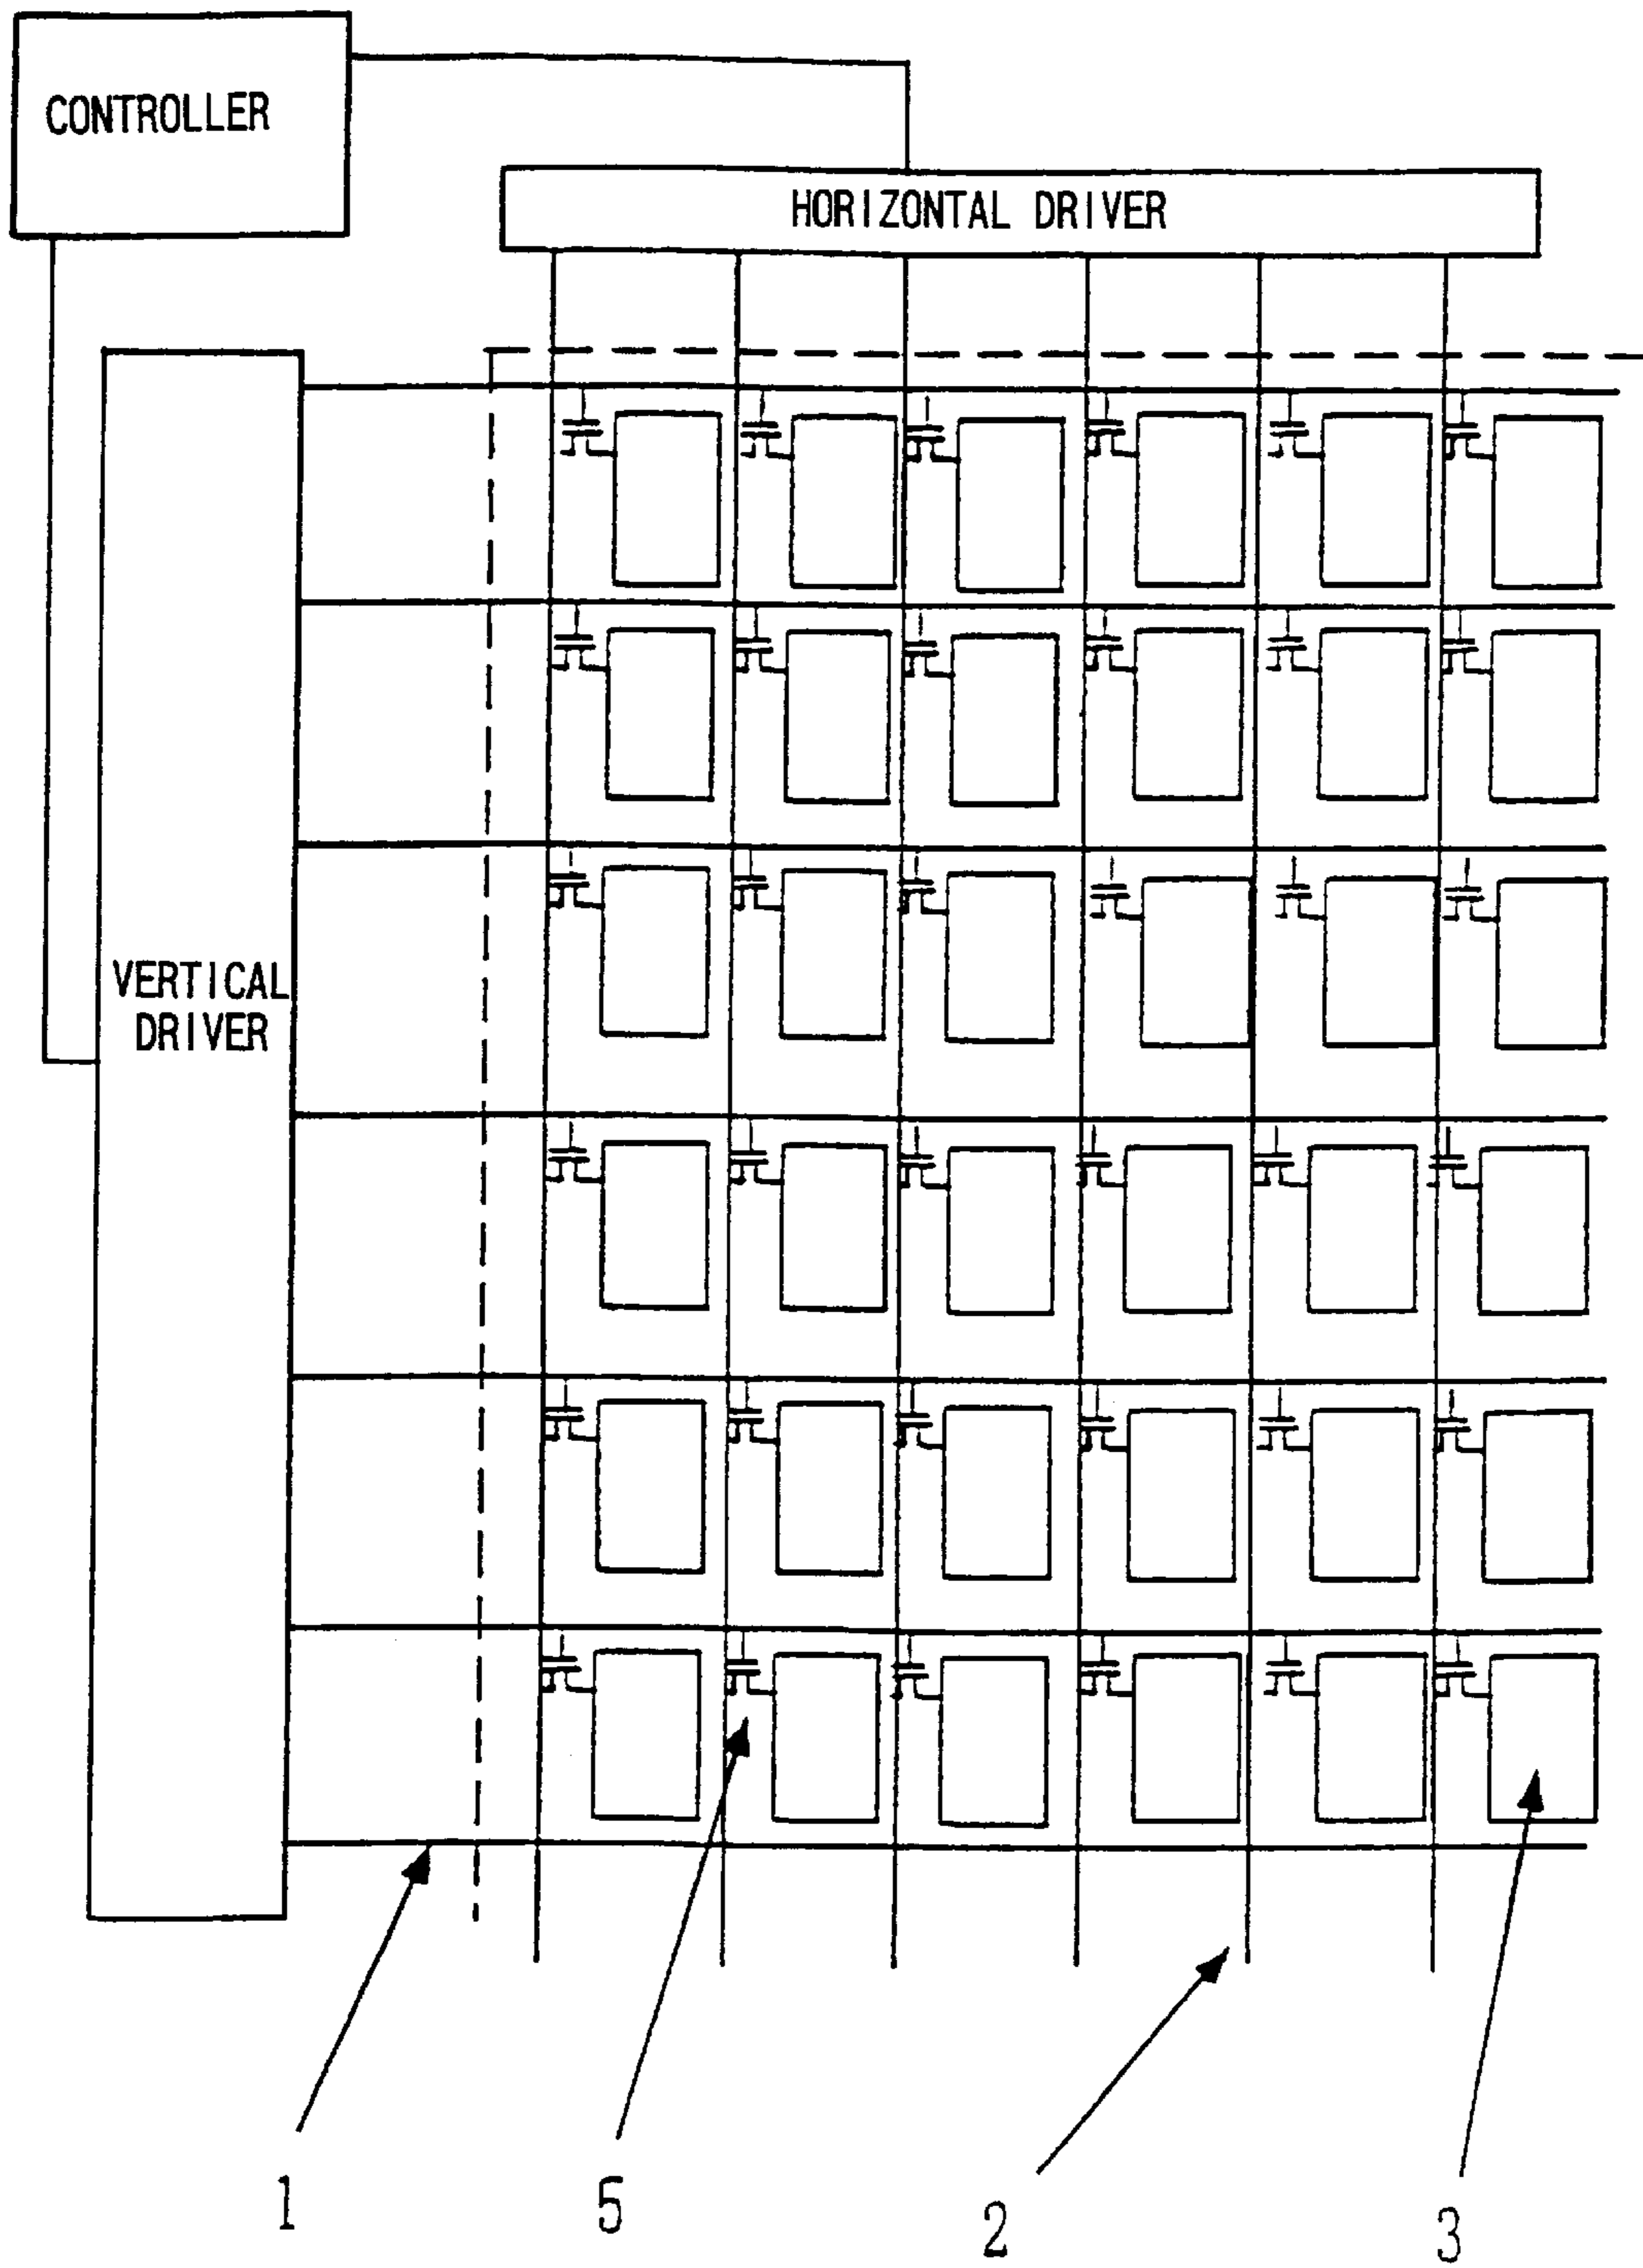 CONTROLLER
HORIZONTAL DRIVER
VERTICAL
DRIVER
1
5
2
3